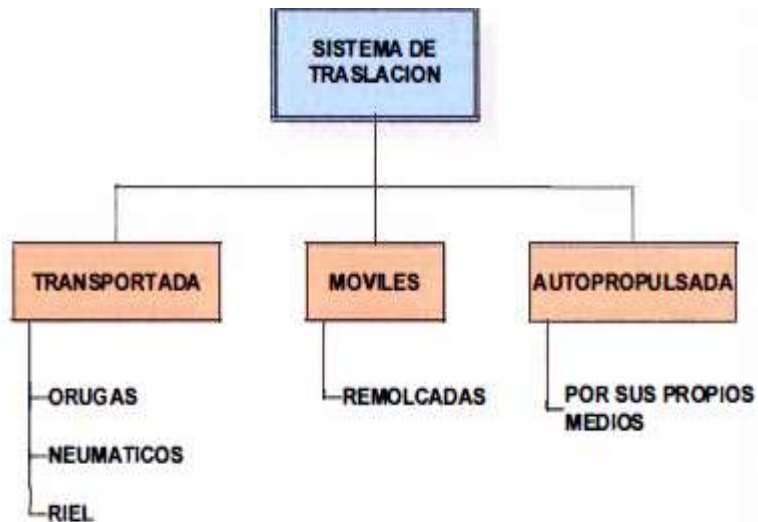 SISTEMA DE
TRASLACION
TRANSPORTADA
MOVILES
AUTOPROPULSADA
ORUGAS
NEUMATICOS
RIEL
REMOLCADAS
POR SUS PROPIOS
MEDIOS